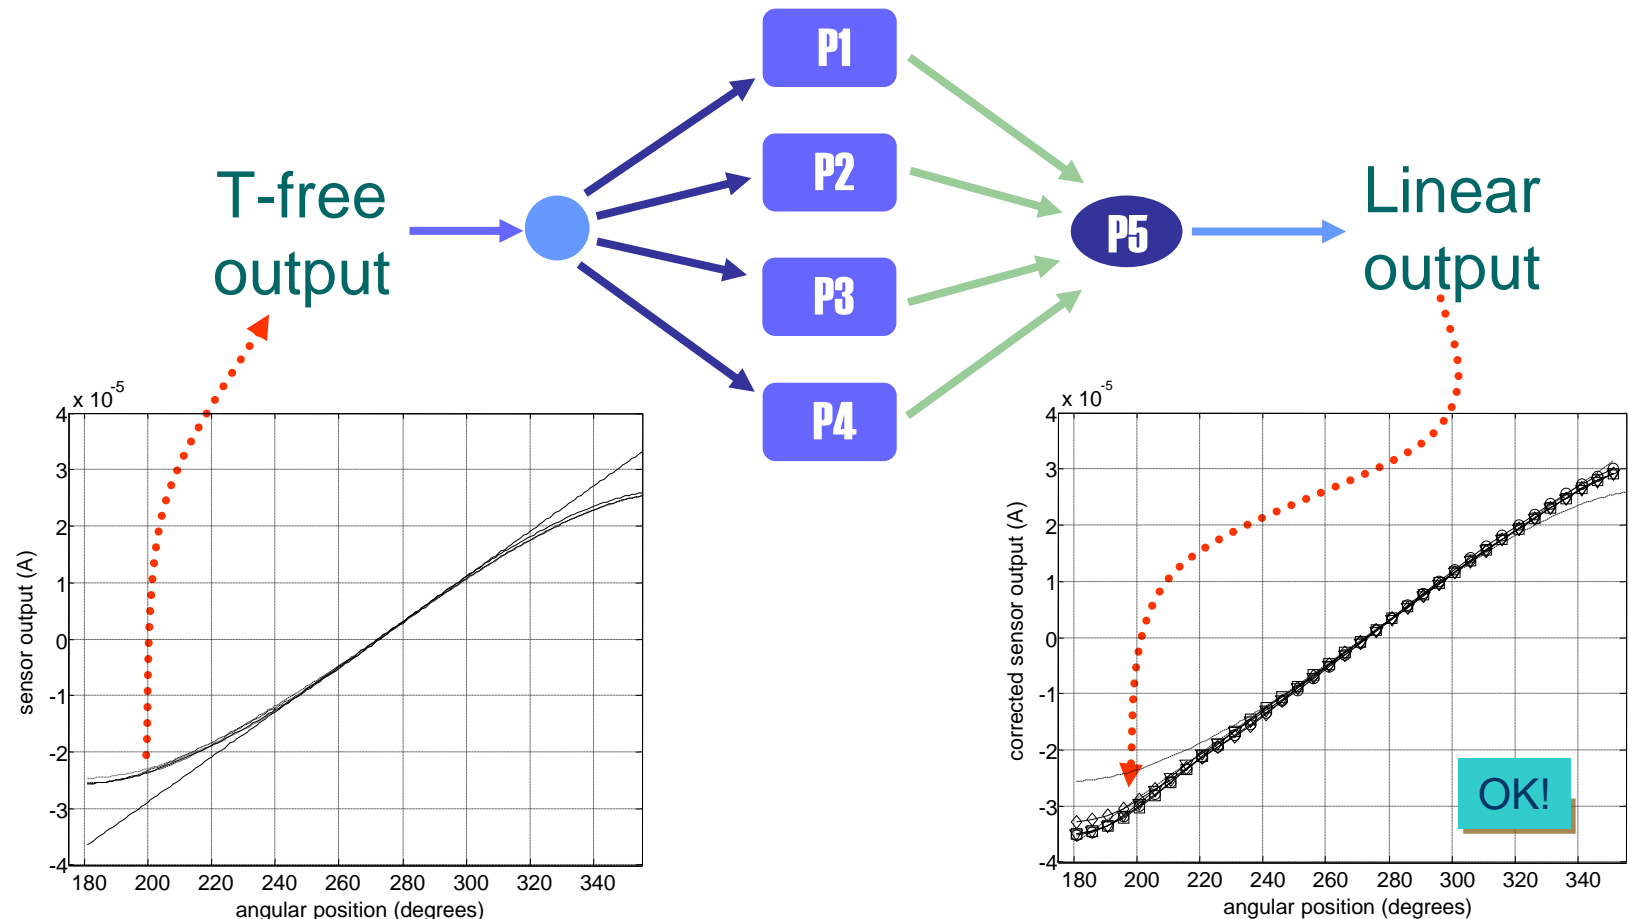 P1
P2
P3
P4
P5
T-free
output
Linear
output
x 10-5
4
3
2
1
0
-1
-2
-3
-4
sensor output (A)
180 200 220 240 260 280 300 320 340
angular position (degrees)
x 10-5
4
3
2
1
0
-1
-2
-3
-4
corrected sensor output (A)
OK!
180 200 220 240 260 280 300 320 340
angular position (degrees)